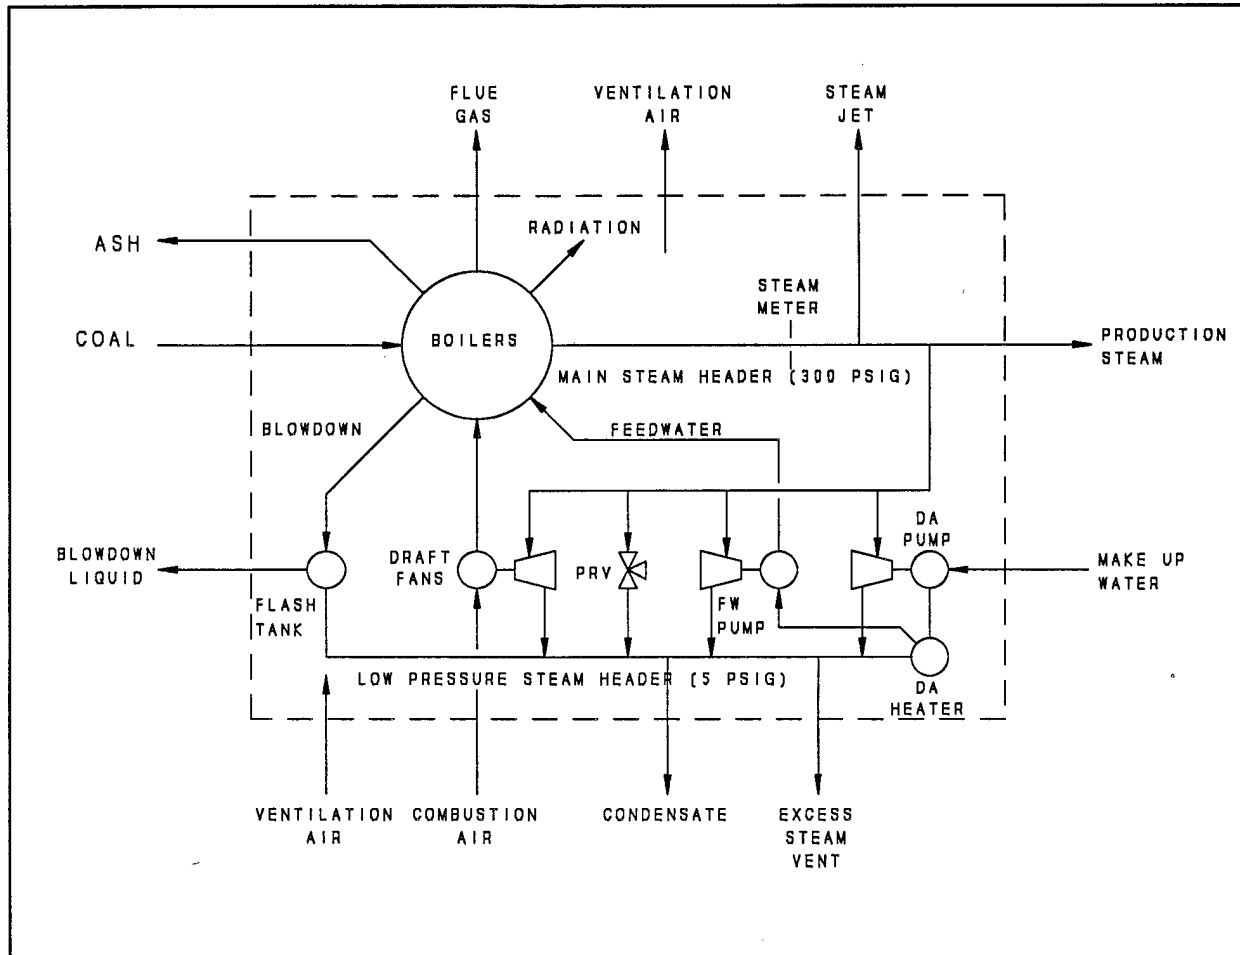 FLUE
GAS
VENTILATION
AIR
STEAM
JET
RADIATION
ASH
STEAM
METER
COAL
BOILERS
PRODUCTION
STEAM
MAIN STEAM HEADER (300 PSIG)
BLOWDOWN
FEEDWATER
BLOWDOWN
LIQUID
FLASH
TANK
DRAFT
FANS
PRV
FW
PUMP
DA
PUMP
MAKE UP
WATER
LOW PRESSURE STEAM HEADER (5 PSIG)
DA
HEATER
VENTILATION
AIR
COMBUSTION
AIR
CONDENSATE
EXCESS
STEAM
VENT